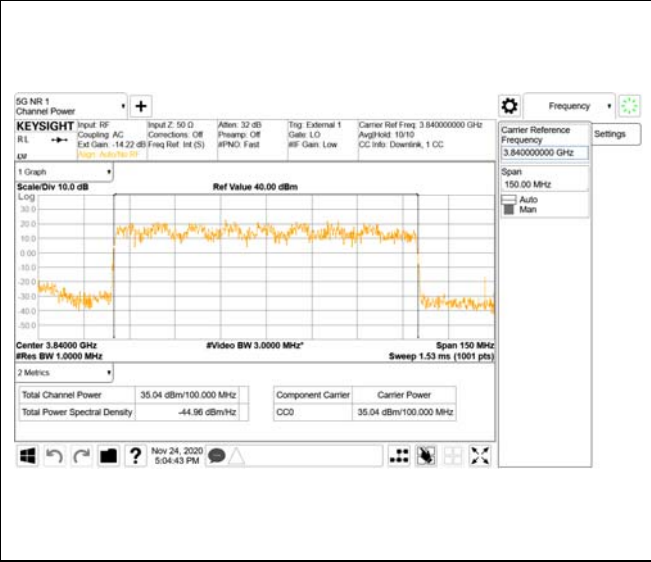 5G NR 1
Channel Power
Frequency
KEYSIGHT
Input: RF
Input Z: 50 Ω
Atten: 32 dB
Trig: External 1
Carrier Ref Freq: 3.840000000 GHz
RL
Coupling: AC
Corrections: Off
Preamp: Off
Gate: LO
Avg|Hold: 10/10
Ext Gain: -14.22 dB
Freq Ref: Int (S)
#PNO: Fast
#IF Gain: Low
CC Info: Downlink, 1 CC
Align: Auto/No RF
Carrier Reference
Frequency
3.840000000 GHz
Settings
Span
150.00 MHz
Auto
Man
1 Graph
Scale/Div 10.0 dB
Ref Value 40.00 dBm
Log
30.0
20.0
10.0
0.00
-10.0
-20.0
-30.0
-40.0
-50.0
Center 3.84000 GHz
#Video BW 3.0000 MHz*
Span 150 MHz
#Res BW 1.0000 MHz
Sweep 1.53 ms (1001 pts)
2 Metrics
Total Channel Power
35.04 dBm/100.000 MHz
Total Power Spectral Density
-44.96 dBm/Hz
Component Carrier
Carrier Power
CC0
35.04 dBm/100.000 MHz
?
Nov 24, 2020
5:04:43 PM